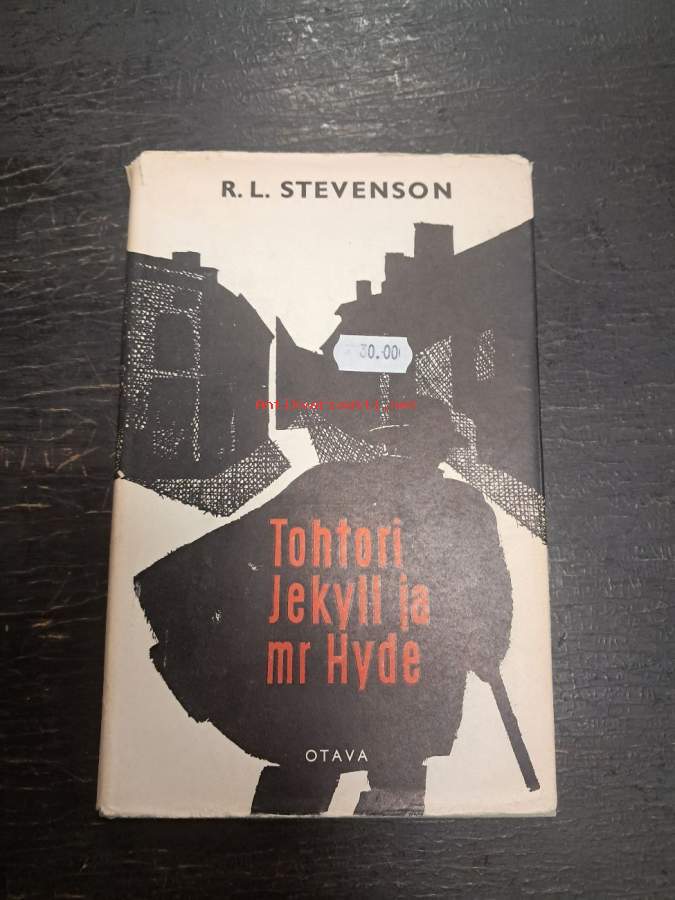 R. L. STEVENSON
30.00
Antikvariaatti.net
Tohtori
Jekyll ja
mr Hyde
OTAVA